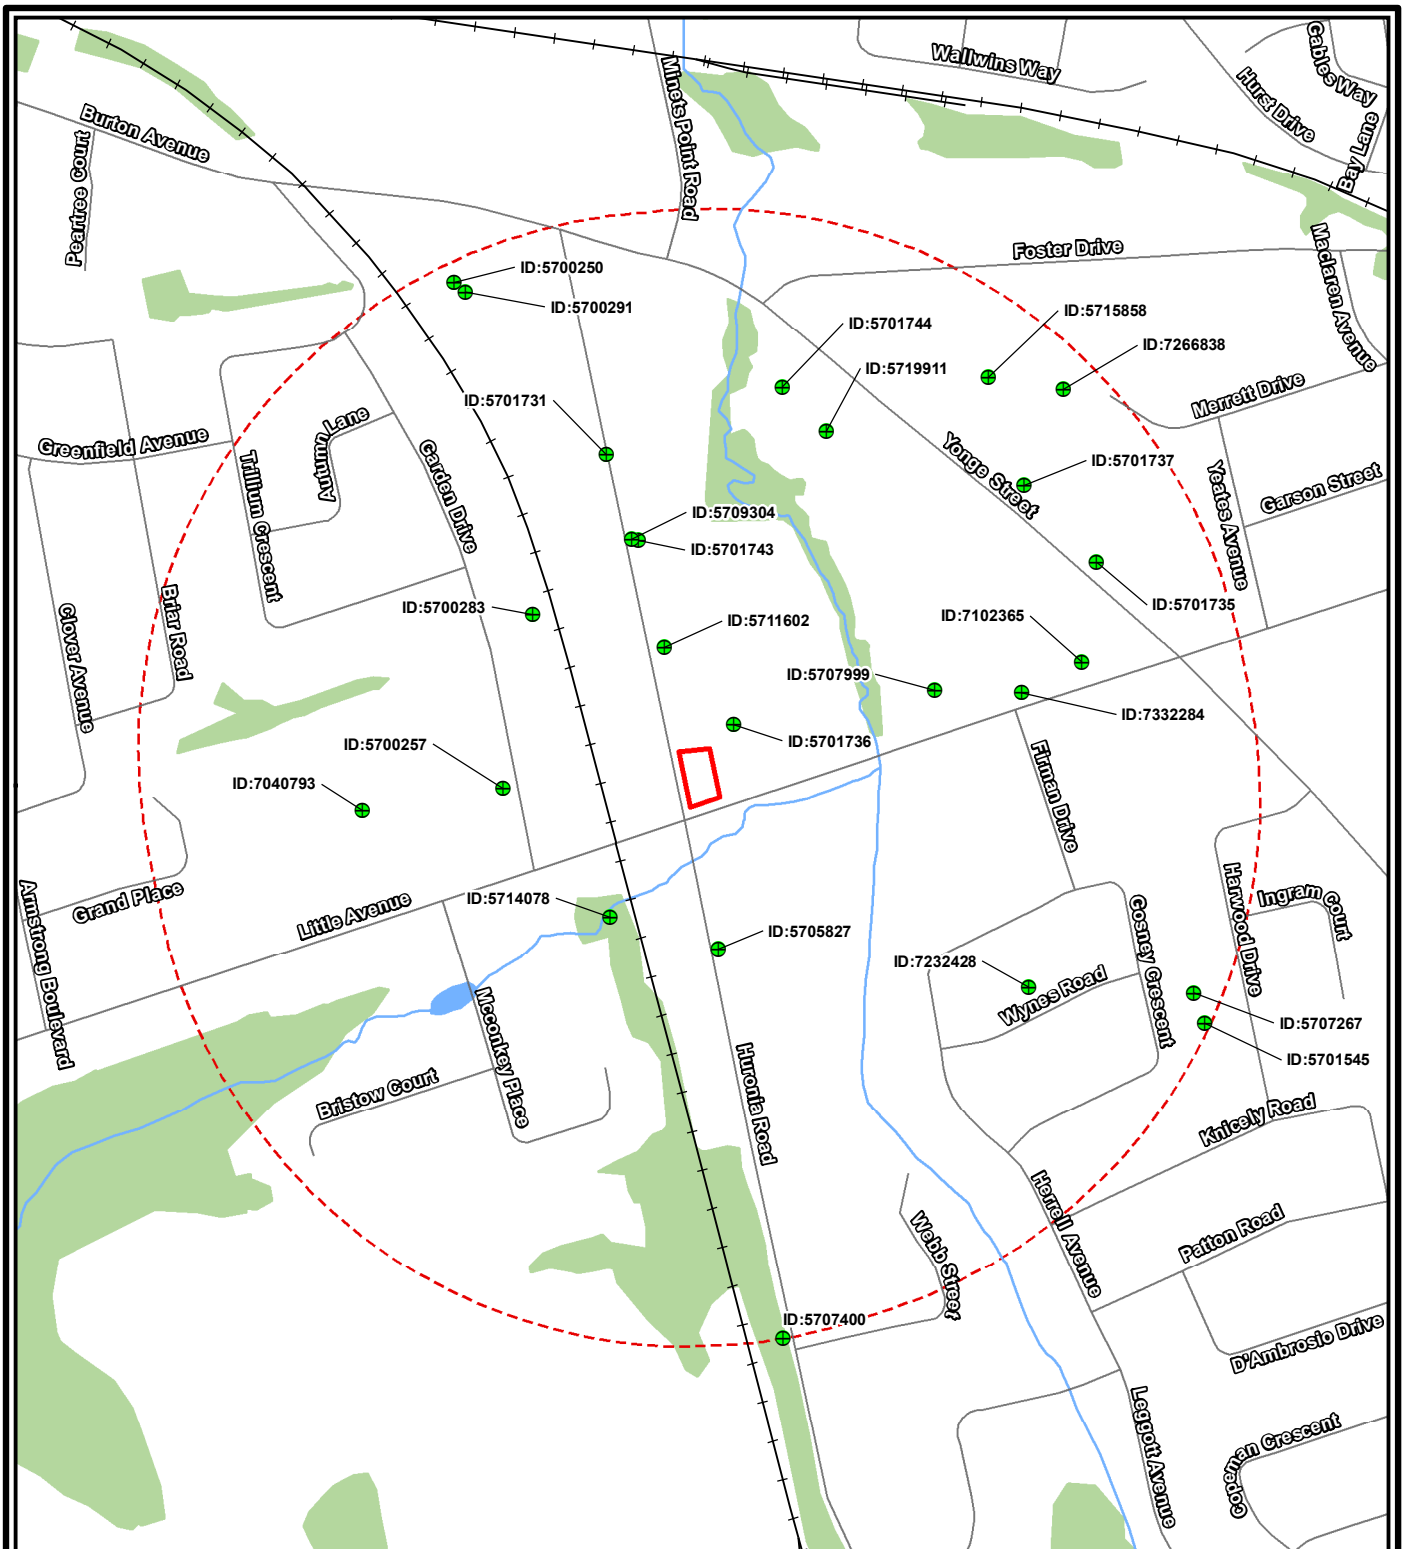 Wallwins Way
Gables Way
Hurst Drive
Bay Lane
Minets Point Road
Burton Avenue
Peartree Court
Foster Drive
Maclaren Avenue
ID:5700250
ID:5700291
ID:5701744
ID:5715858
ID:7266838
ID:5719911
ID:5701731
Merrett Drive
Autumn Lane
Greenfield Avenue
Garden Drive
Trillium Crescent
Yonge Street
ID:5701737
Yeates Avenue
Garson Street
ID:5709304
ID:5701743
ID:5700283
ID:5711602
ID:7102365
ID:5701735
Clover Avenue
Briar Road
ID:5707999
ID:7332284
ID:5701736
ID:5700257
ID:7040793
Firman Drive
Armstrong Boulevard
Grand Place
Little Avenue
ID:5714078
ID:5705827
ID:7232428
Wynes Road
Gosney Crescent
Harwood Drive
Ingram Court
ID:5707267
ID:5701545
Mcconkey Place
Bristow Court
Huronia Road
Knicely Road
Herrell Avenue
Patton Road
Webb Street
ID:5707400
D'Ambrosio Drive
Leggott Avenue
Copeman Crescent